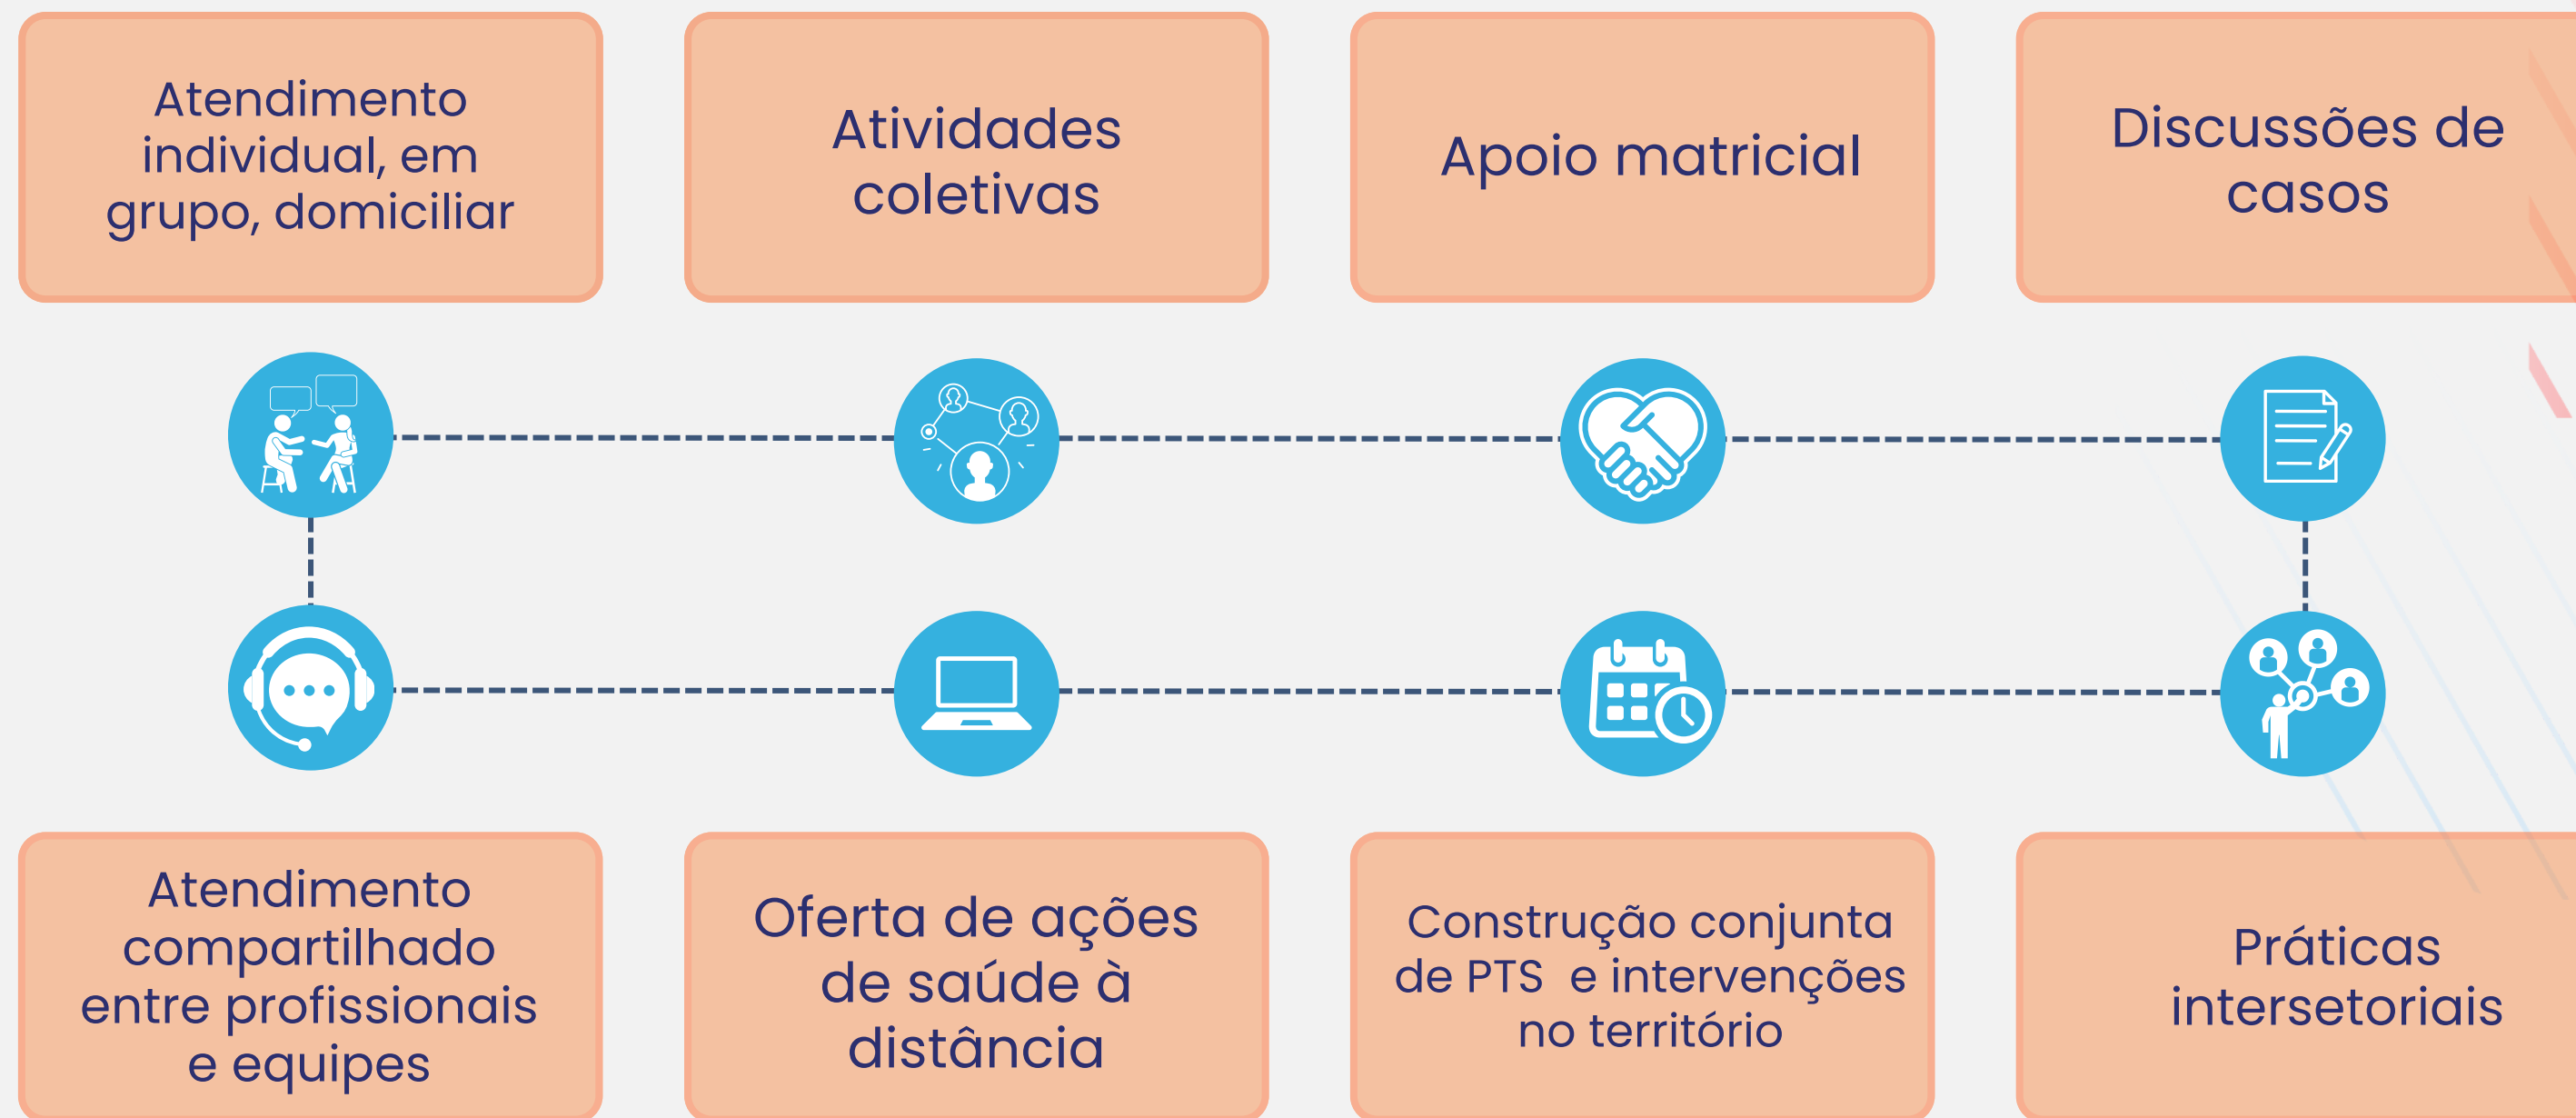 Atendimento
individual, em
grupo, domiciliar
Atividades
coletivas
Apoio matricial
Discussões de
casos
Atendimento
compartilhado
entre profissionais
e equipes
Oferta de ações
de saúde à
distância
Construção conjunta
de PTS e intervenções
no território
Práticas
intersetoriais